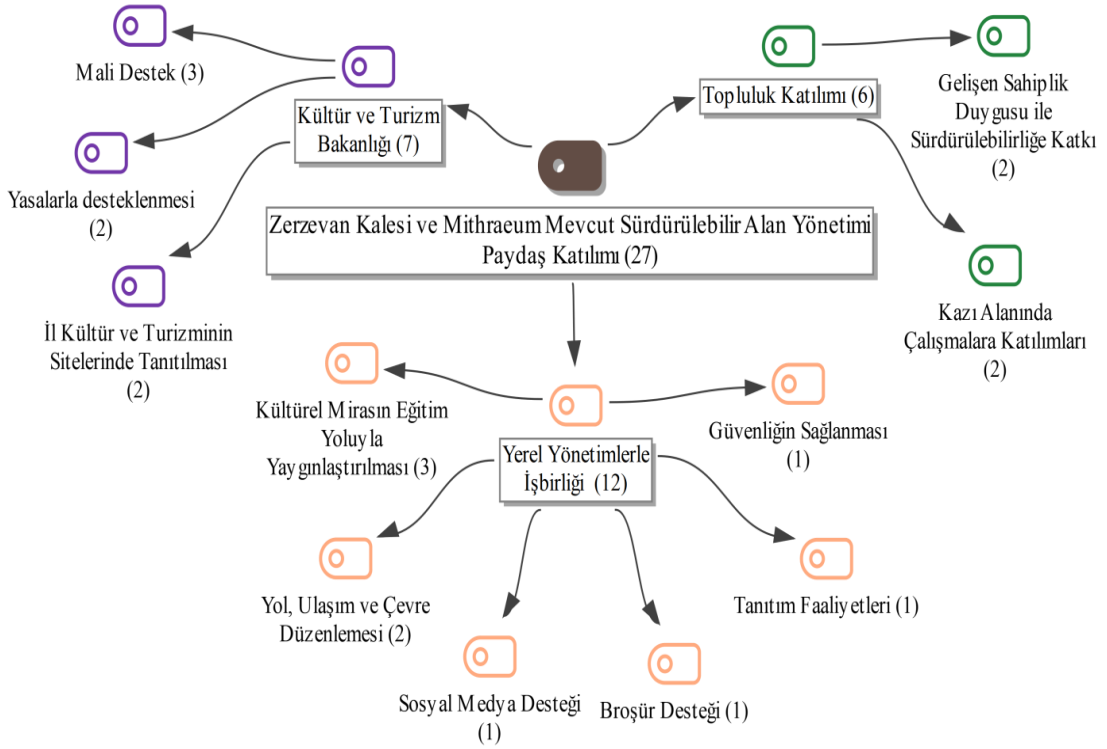 Mali Destek (3)
Kültür ve Turizm
Bakanlığı (7)
Yasalarla desteklenmesi
(2)
İl Kültür ve Turizminin
Sitelerinde Tanıtılması
(2)
Topluluk Katılımı (6)
Gelişen Sahiplik
Duygusu ile
Sürdürülebilirliğe Katkı
(2)
Kazı Alanında
Çalışmalara Katılımları
(2)
Zerzevan Kalesi ve Mithraeum Mevcut Sürdürülebilir Alan Yönetimi
Paydaş Katılımı (27)
Kültürel Mirasın Eğitim
Yoluyla
Yaygınlaştırılması (3)
Yerel Yönetimlerle
İşbirliği (12)
Güvenliğin Sağlanması
(1)
Yol, Ulaşım ve Çevre
Düzenlemesi (2)
Sosyal Medya Desteği
(1)
Broşür Desteği (1)
Tanıtım Faaliyetleri (1)